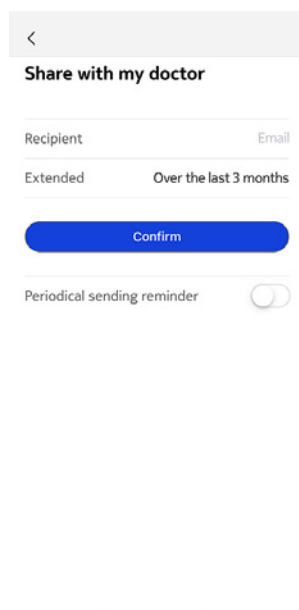 Share with my doctor
Recipient Email
Extended Over the last 3 months
Confirm
Periodical sending reminder